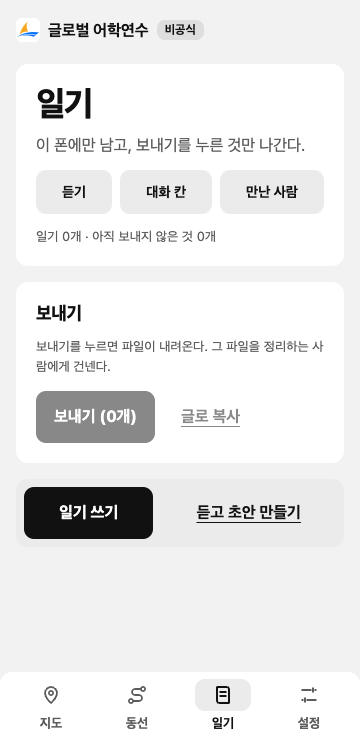 글로벌 어학연수 비공식
일기
이 폰에만 남고, 보내기를 누른 것만 나간다.
듣기 대화 칸 만난 사람
일기 0개 · 아직 보내지 않은 것 0개
보내기
보내기를 누르면 파일이 내려온다. 그 파일을 정리하는 사
람에게 건넨다.
보내기 (0개) 글로 복사
일기 쓰기 듣고 초안 만들기
지도 동선 일기 설정